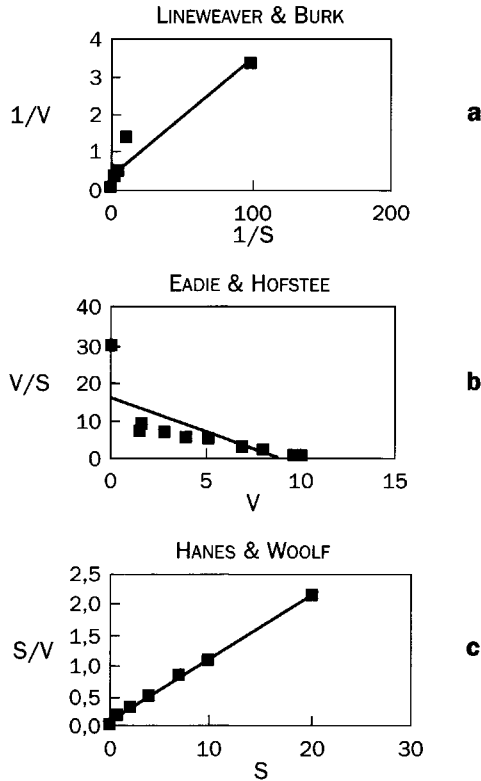 LINEWEAVER & BURK
4
3
1/V 2 a
1
0
0 100 200
1/S
EADIE & HOFSTEE
40
30
V/S 20 b
10
0
0 5 10 15
V
HANES & WOOLF
2,5
2,0
1,5
S/V 1,0 c
0,5
0,0
0 10 20 30
S